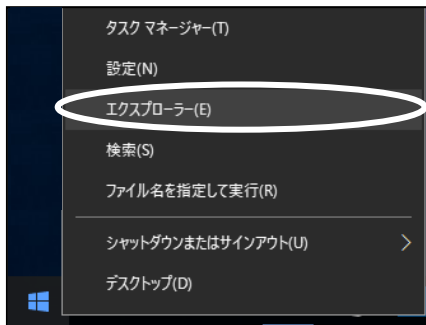 タスク マネージャー(T)
設定(N)
エクスプローラー(E)
検索(S)
ファイル名を指定して実行(R)
シャットダウンまたはサインアウト(U)
デスクトップ(D)